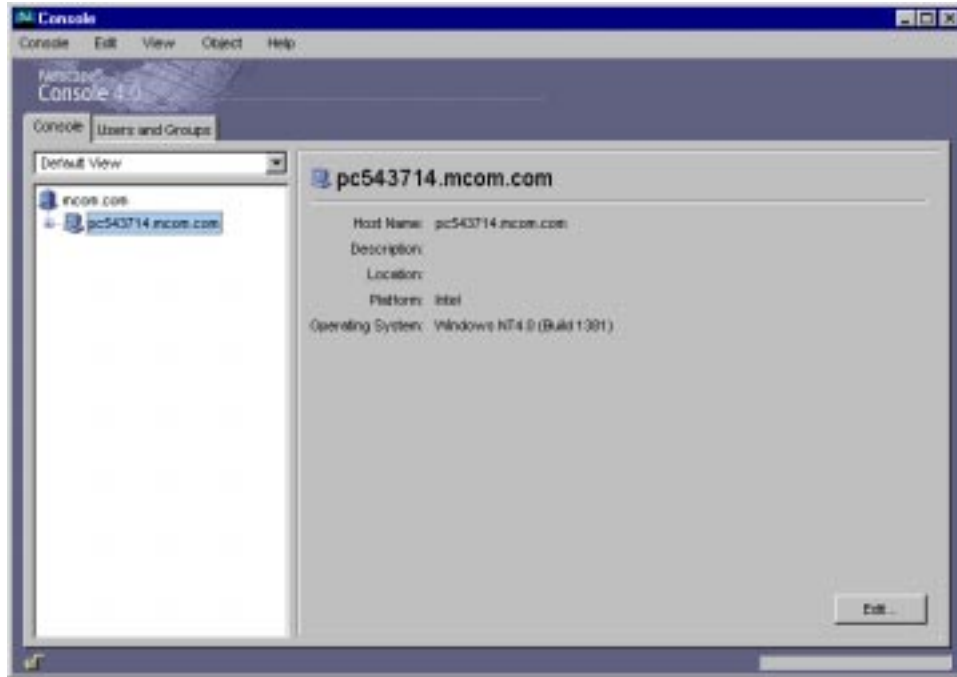 Console
Console Edit View Object Help
Netscape
Console 4.0
Console Users and Groups
Default View
mcom.com
pc543714.mcom.com
pc543714.mcom.com
Host Name: pc543714.mcom.com
Description:
Location:
Platform: Intel
Operating System: Windows NT4.0 (Build 1381)
Edit...